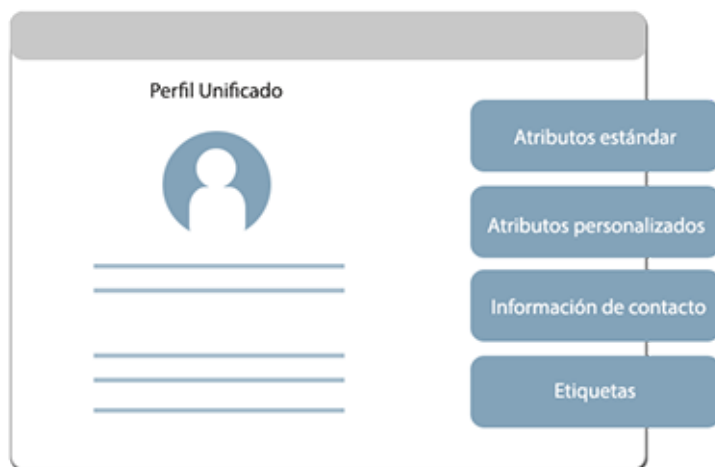 Perfil Unificado
Atributos estándar
Atributos personalizados
Información de contacto
Etiquetas